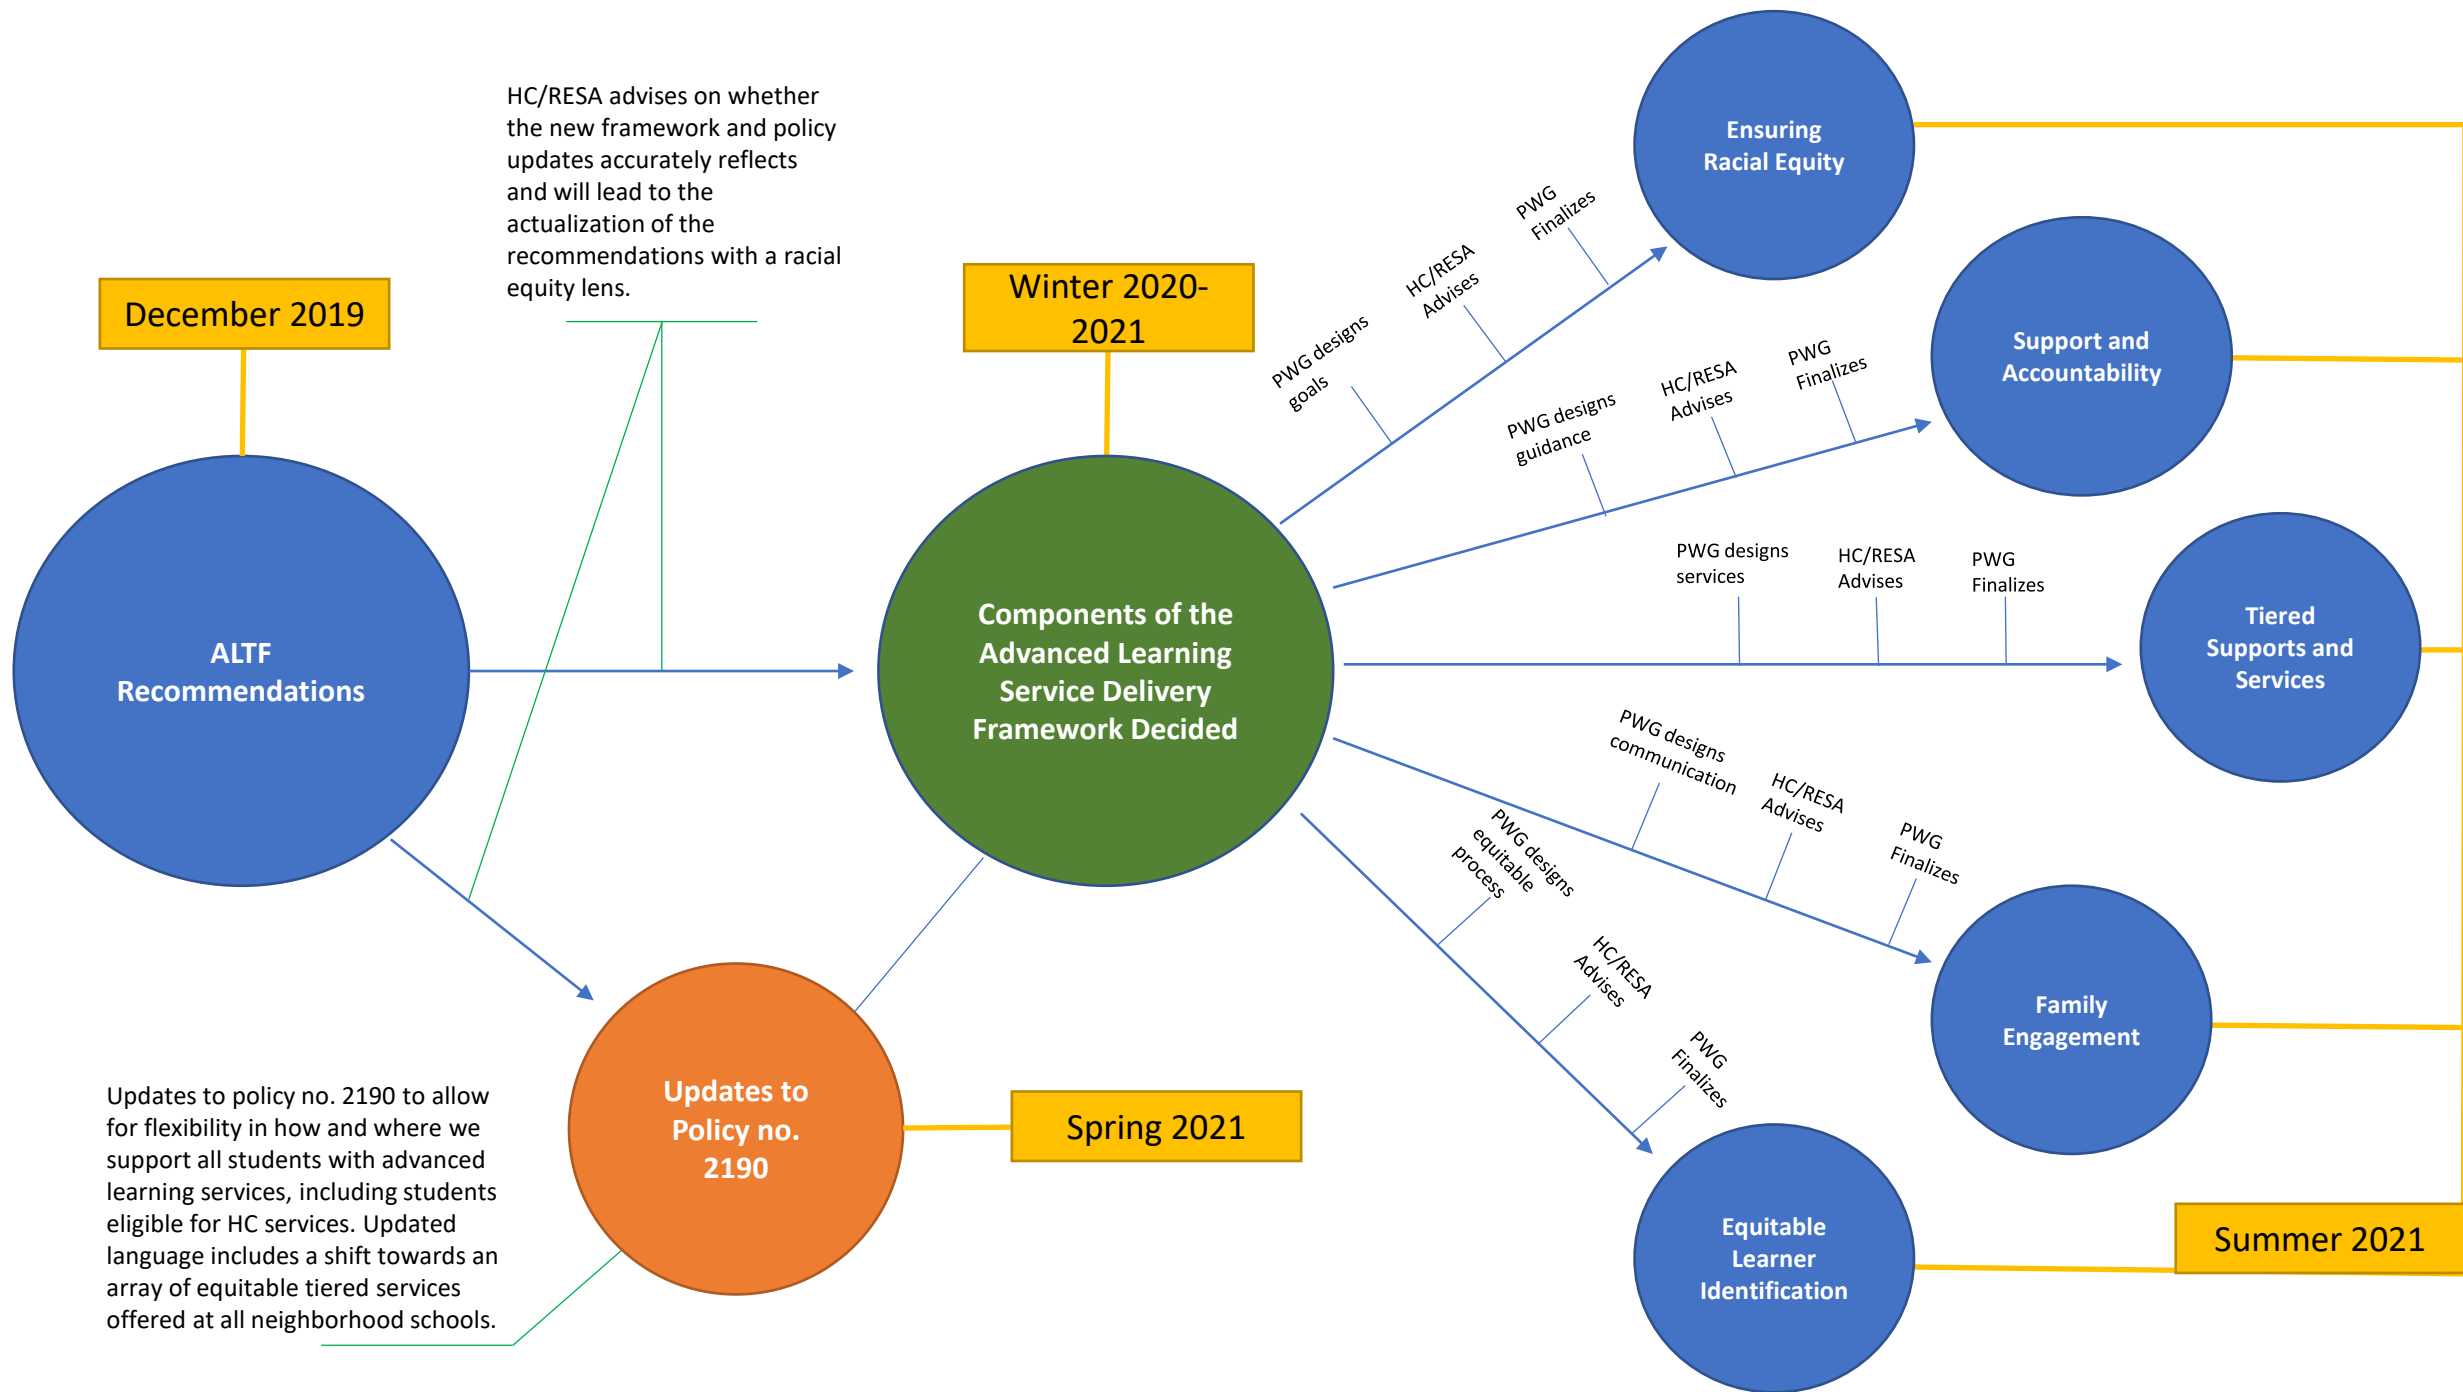 HC/RESA advises on whether
the new framework and policy
updates accurately reflects
and will lead to the
actualization of the
recommendations with a racial
equity lens.
December 2019
Winter 2020-
2021
ALTF
Recommendations
Components of the
Advanced Learning
Service Delivery
Framework Decided
Updates to
Policy no.
2190
Spring 2021
Updates to policy no. 2190 to allow
for flexibility in how and where we
support all students with advanced
learning services, including students
eligible for HC services. Updated
language includes a shift towards an
array of equitable tiered services
offered at all neighborhood schools.
PWG designs
goals
HC/RESA
Advises
PWG
Finalizes
Ensuring
Racial Equity
PWG designs
guidance
HC/RESA
Advises
PWG
Finalizes
Support and
Accountability
PWG designs
services
HC/RESA
Advises
PWG
Finalizes
Tiered
Supports and
Services
PWG designs
communication
HC/RESA
Advises
PWG
Finalizes
Family
Engagement
PWG designs
equitable
process
HC/RESA
Advises
PWG
Finalizes
Equitable
Learner
Identification
Summer 2021